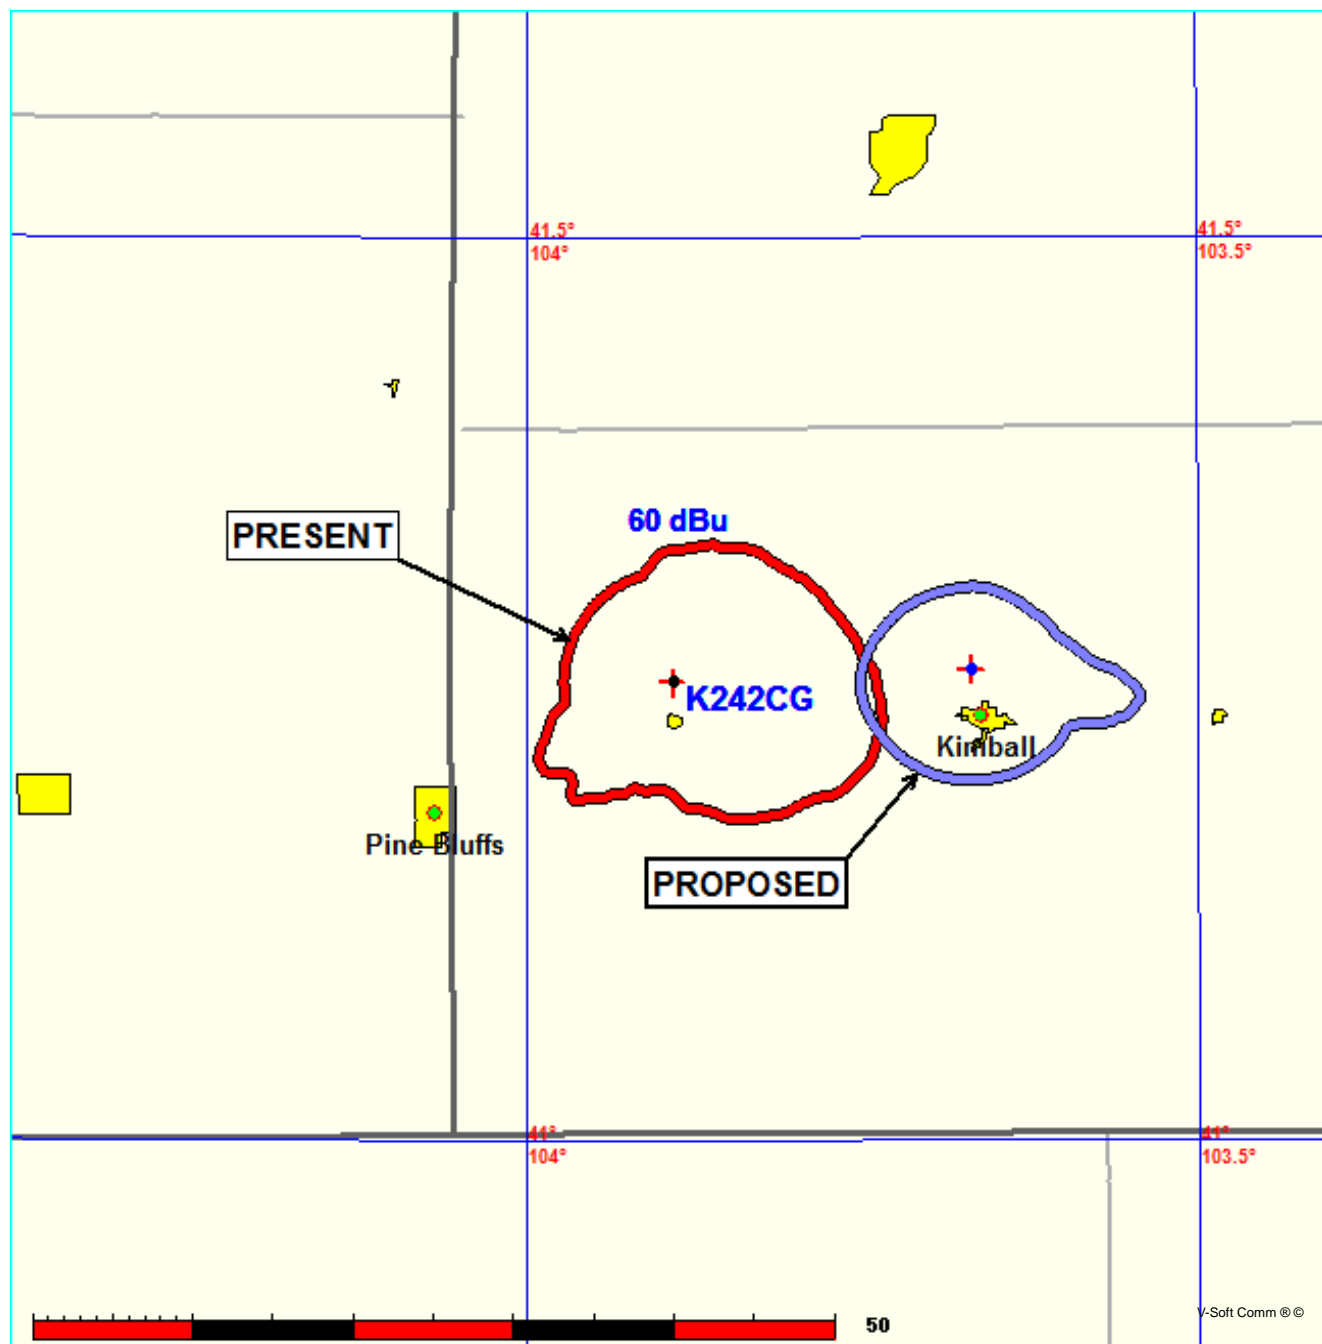 41.5°
104°
41.5°
103.5°
PRESENT
60 dBu
K242CG
Kimball
Pine Bluffs
PROPOSED
41°
104°
41°
103.5°
V-Soft Comm ® ©
50